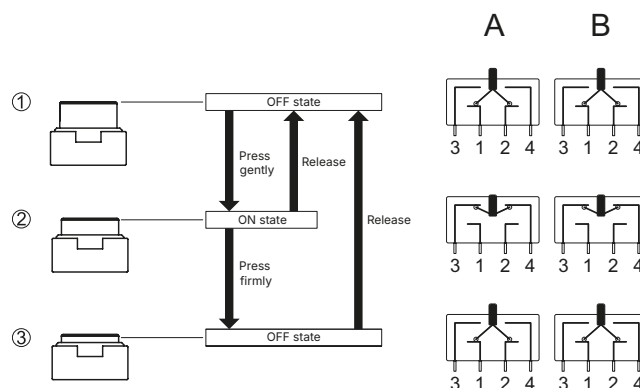 A B
① OFF state
3 1 2 4 3 1 2 4
Press
gently
Release
② ON state
Release
3 1 2 4 3 1 2 4
Press
firmly
③ OFF state
3 1 2 4 3 1 2 4